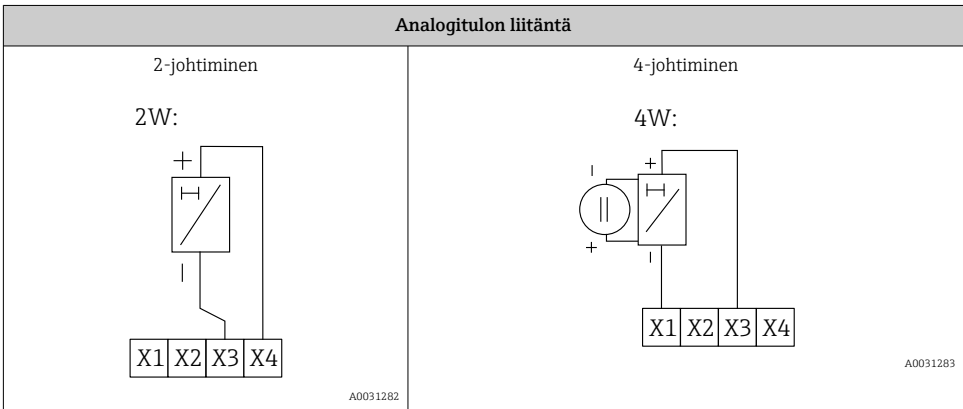 Analogitulon liitäntä
2-johtiminen
2W:
+
−
X1 X2 X3 X4
A0031282
4-johtiminen
4W:
− +
+ −
X1 X2 X3 X4
A0031283